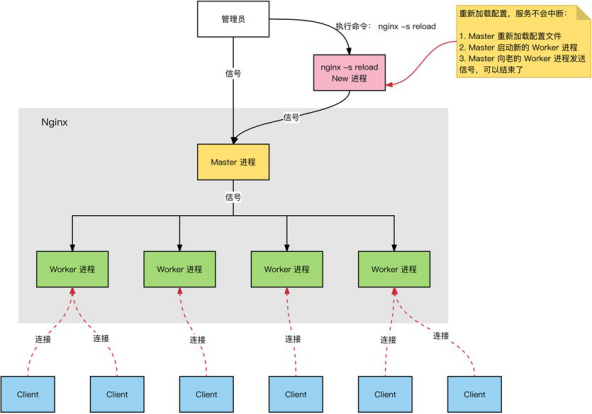 管理员
执行命令： nginx -s reload
重新加载配置，服务不会中断：
1. Master 重新加载配置文件
2. Master 启动新的 Worker 进程
3. Master 向老的 Worker 进程发送
信号，可以结束了
nginx -s reload
New 进程
信号
信号
Nginx
Master 进程
信号
Worker 进程
Worker 进程
Worker 进程
Worker 进程
连接
连接
连接
连接
连接
连接
Client
Client
Client
Client
Client
Client